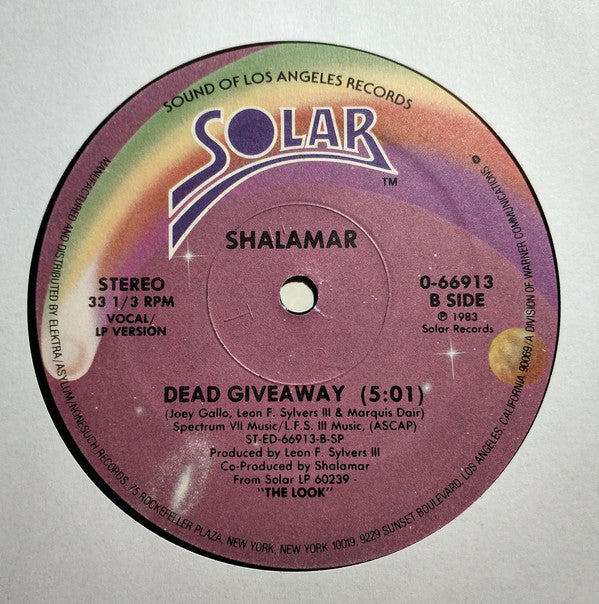 SOUND OF LOS ANGELES RECORDS
SOLAR
TM
SHALAMAR
STEREO
33 1/3 RPM
VOCAL/
LP VERSION
0-66913
B SIDE
℗ 1983
Solar Records
DEAD GIVEAWAY (5:01)
(Joey Gallo, Leon F. Sylvers III & Marquis Dair)
Spectrum VII Music/L.F.S. III Music, (ASCAP)
ST-ED-66913-B-SP
Produced by Leon F. Sylvers III
Co-Produced by Shalamar
From Solar LP 60239 -
"THE LOOK"
MANUFACTURED AND DISTRIBUTED BY ELEKTRA/ASYLUM/NONESUCH RECORDS, 75 ROCKEFELLER PLAZA, NEW YORK, NEW YORK 10019, 9229 SUNSET BOULEVARD, LOS ANGELES, CALIFORNIA 90069/A DIVISION OF WARNER COMMUNICATIONS